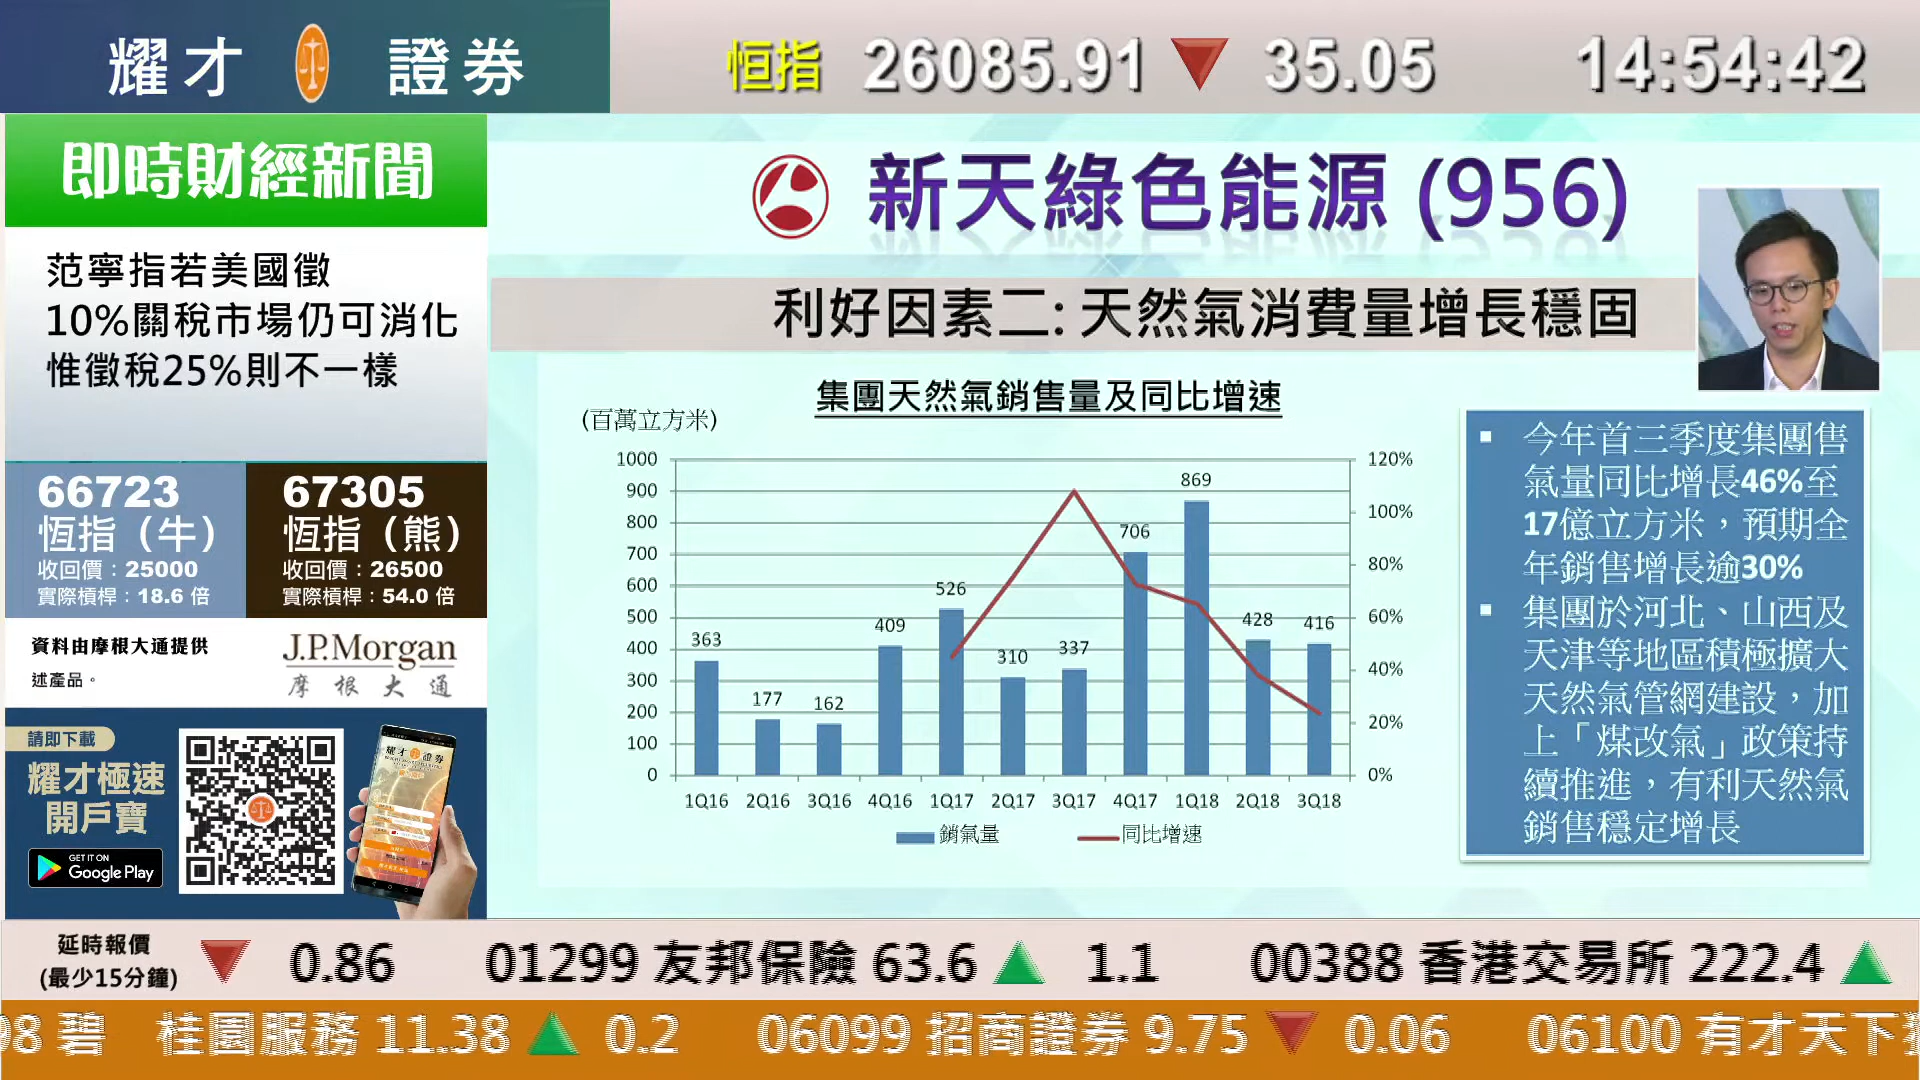 耀才 證券
恒指 26085.91 35.05 14:54:42
即時財經新聞
范寧指若美國徵
10%關稅市場仍可消化
惟徵稅25%則不一樣
66723
恆指（牛）
收回價：25000
實際槓桿：18.6 倍
67305
恆指（熊）
收回價：26500
實際槓桿：54.0 倍
資料由摩根大通提供
述產品。
J.P.Morgan
摩根大通
請即下載
耀才極速
開戶寶
GET IT ON
Google Play
耀才 證券
新天綠色能源 (956)
利好因素二: 天然氣消費量增長穩固
集團天然氣銷售量及同比增速
(百萬立方米)
1000
900
800
700
600
500
400
300
200
100
0
120%
100%
80%
60%
40%
20%
0%
363
177
162
409
526
310
337
706
869
428
416
1Q16 2Q16 3Q16 4Q16 1Q17 2Q17 3Q17 4Q17 1Q18 2Q18 3Q18
銷氣量 同比增速
▪ 今年首三季度集團售
氣量同比增長46%至
17億立方米，預期全
年銷售增長逾30%
▪ 集團於河北、山西及
天津等地區積極擴大
天然氣管網建設，加
上「煤改氣」政策持
續推進，有利天然氣
銷售穩定增長
延時報價
(最少15分鐘)
0.86 01299 友邦保險 63.6 1.1 00388 香港交易所 222.4
98 碧 桂園服務 11.38 0.2 06099 招商證券 9.75 0.06 06100 有才天下